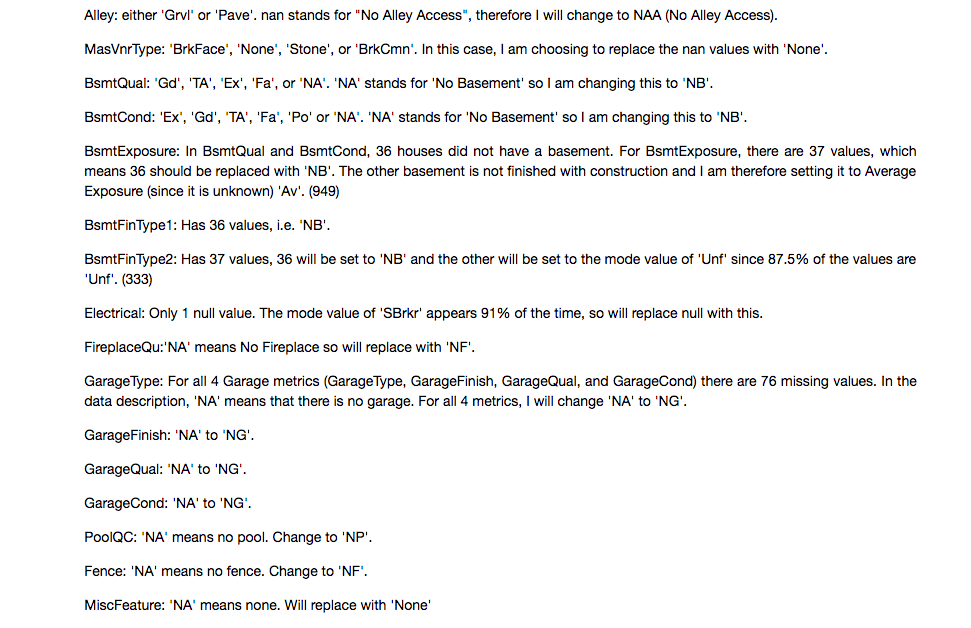 Alley: either 'Grvl' or 'Pave'. nan stands for "No Alley Access", therefore I will change to NAA (No Alley Access).
MasVnrType: 'BrkFace', 'None', 'Stone', or 'BrkCmn'. In this case, I am choosing to replace the nan values with 'None'.
BsmtQual: 'Gd', 'TA', 'Ex', 'Fa', or 'NA'. 'NA' stands for 'No Basement' so I am changing this to 'NB'.
BsmtCond: 'Ex', 'Gd', 'TA', 'Fa', 'Po' or 'NA'. 'NA' stands for 'No Basement' so I am changing this to 'NB'.
BsmtExposure: In BsmtQual and BsmtCond, 36 houses did not have a basement. For BsmtExposure, there are 37 values, which
means 36 should be replaced with 'NB'. The other basement is not finished with construction and I am therefore setting it to Average
Exposure (since it is unknown) 'Av'. (949)
BsmtFinType1: Has 36 values, i.e. 'NB'.
BsmtFinType2: Has 37 values, 36 will be set to 'NB' and the other will be set to the mode value of 'Unf' since 87.5% of the values are
'Unf'. (333)
Electrical: Only 1 null value. The mode value of 'SBrkr' appears 91% of the time, so will replace null with this.
FireplaceQu:'NA' means No Fireplace so will replace with 'NF'.
GarageType: For all 4 Garage metrics (GarageType, GarageFinish, GarageQual, and GarageCond) there are 76 missing values. In the
data description, 'NA' means that there is no garage. For all 4 metrics, I will change 'NA' to 'NG'.
GarageFinish: 'NA' to 'NG'.
GarageQual: 'NA' to 'NG'.
GarageCond: 'NA' to 'NG'.
PoolQC: 'NA' means no pool. Change to 'NP'.
Fence: 'NA' means no fence. Change to 'NF'.
MiscFeature: 'NA' means none. Will replace with 'None'